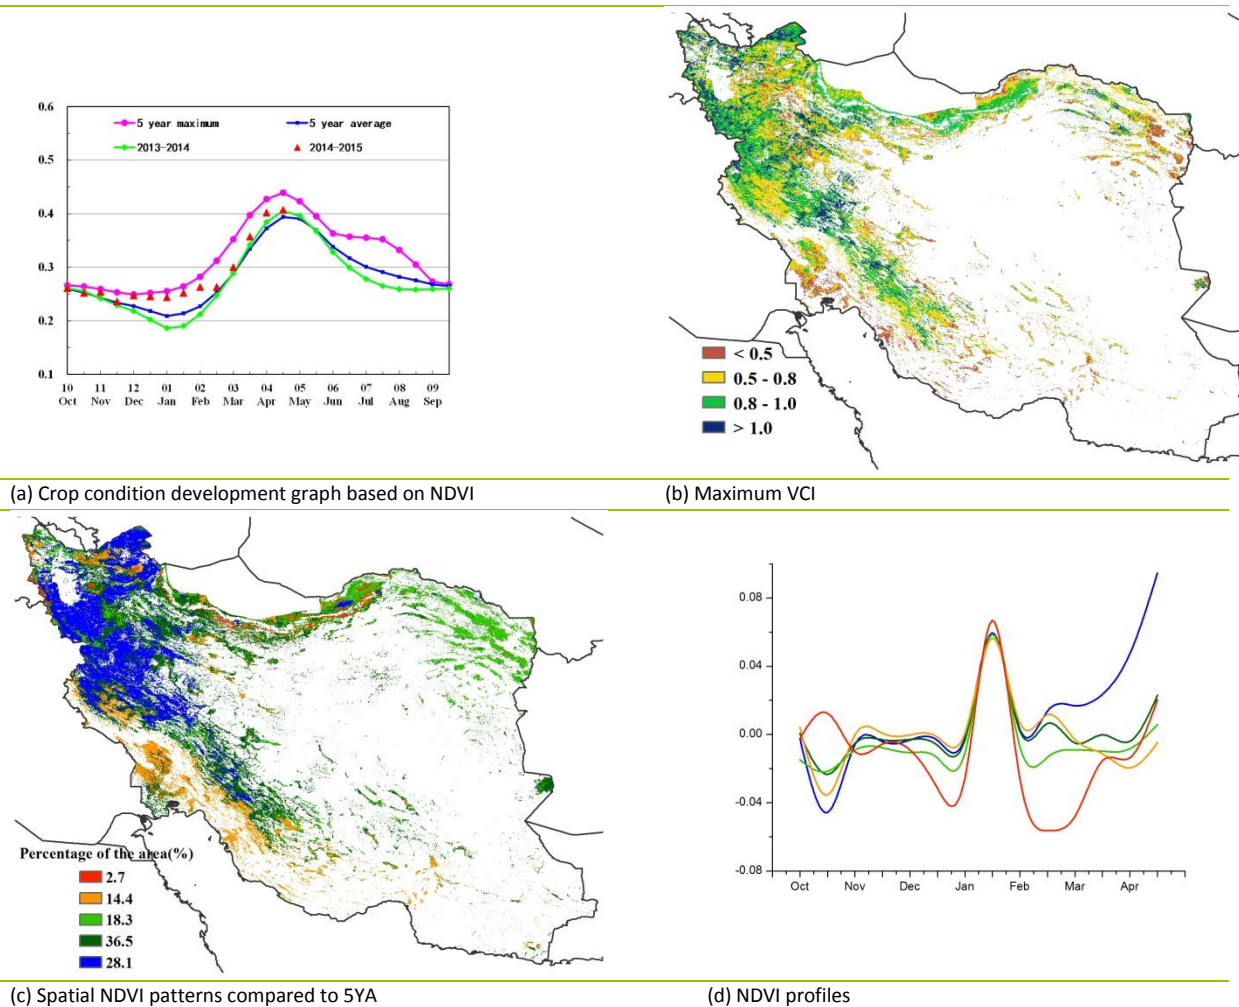 0.6
5 year maximum
5 year average
2013-2014
2014-2015
0.5
0.4
0.3
0.2
0.1
10 11 12 01 02 03 04 05 06 07 08 09
Oct Nov Dec Jan Feb Mar Apr May Jun Jul Aug Sep
< 0.5
0.5 - 0.8
0.8 - 1.0
> 1.0
(a) Crop condition development graph based on NDVI
(b) Maximum VCI
Percentage of the area(%)
2.7
14.4
18.3
36.5
28.1
0.08
0.04
0.00
-0.04
-0.08
Oct Nov Dec Jan Feb Mar Apr
(c) Spatial NDVI patterns compared to 5YA
(d) NDVI profiles